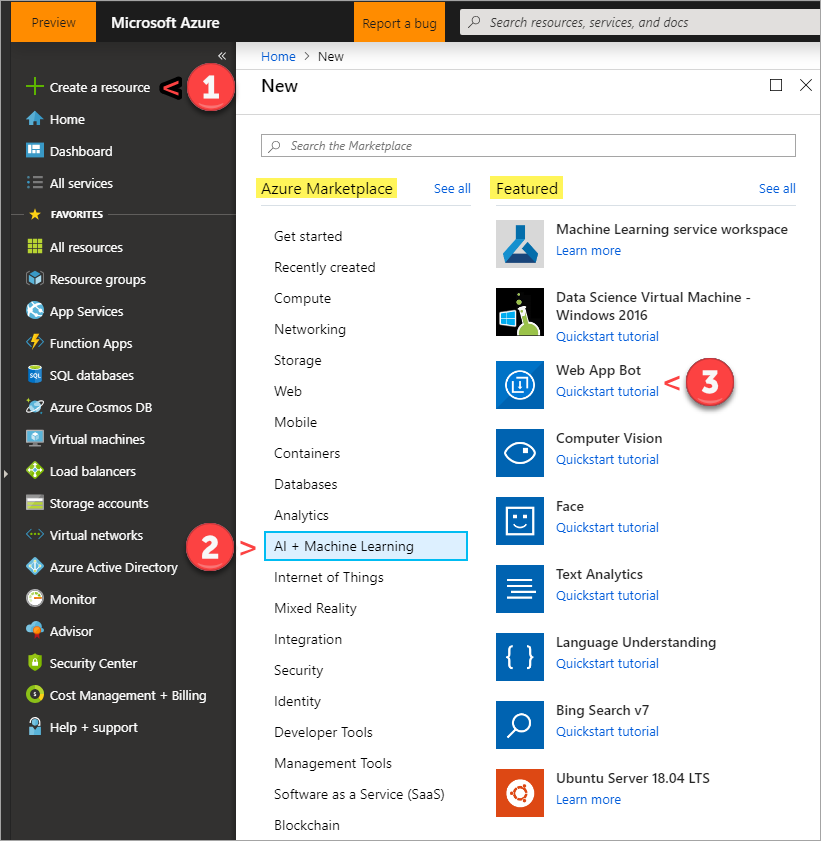 Preview
Microsoft Azure
Report a bug
Search resources, services, and docs
«
Create a resource
< 1
Home
Dashboard
All services
FAVORITES
All resources
Resource groups
App Services
Function Apps
SQL databases
Azure Cosmos DB
Virtual machines
Load balancers
Storage accounts
Virtual networks
Azure Active Directory
Monitor
Advisor
Security Center
Cost Management + Billing
Help + support
Home > New
New
Search the Marketplace
Azure Marketplace
See all
Get started
Recently created
Compute
Networking
Storage
Web
Mobile
Containers
Databases
Analytics
2 >
AI + Machine Learning
Internet of Things
Mixed Reality
Integration
Security
Identity
Developer Tools
Management Tools
Software as a Service (SaaS)
Blockchain
Featured
See all
Machine Learning service workspace
Learn more
Data Science Virtual Machine -
Windows 2016
Quickstart tutorial
Web App Bot
Quickstart tutorial
< 3
Computer Vision
Quickstart tutorial
Face
Quickstart tutorial
Text Analytics
Quickstart tutorial
{ }
Language Understanding
Quickstart tutorial
Bing Search v7
Quickstart tutorial
Ubuntu Server 18.04 LTS
Learn more